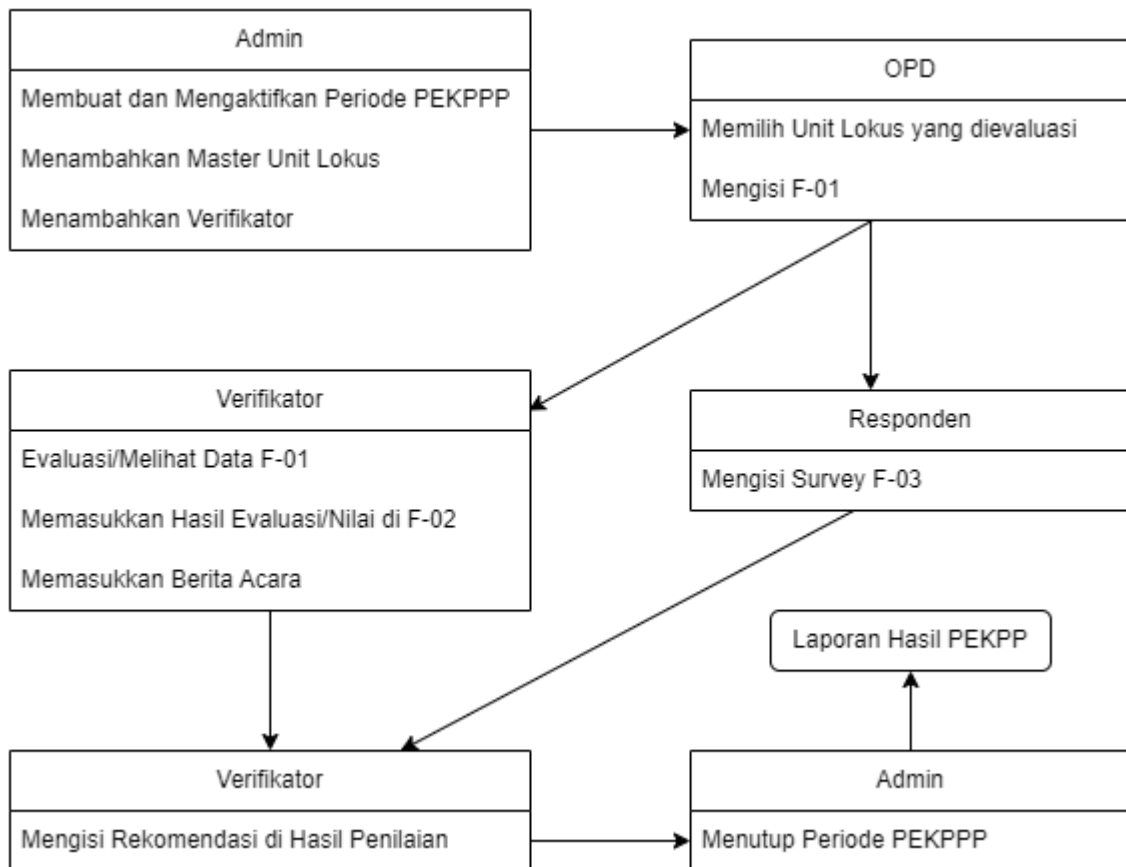 Admin
Membuat dan Mengaktifkan Periode PEKPPP
Menambahkan Master Unit Lokus
Menambahkan Verifikator
OPD
Memilih Unit Lokus yang dievaluasi
Mengisi F-01
Verifikator
Evaluasi/Melihat Data F-01
Memasukkan Hasil Evaluasi/Nilai di F-02
Memasukkan Berita Acara
Responden
Mengisi Survey F-03
Laporan Hasil PEKPP
Verifikator
Mengisi Rekomendasi di Hasil Penilaian
Admin
Menutup Periode PEKPPP